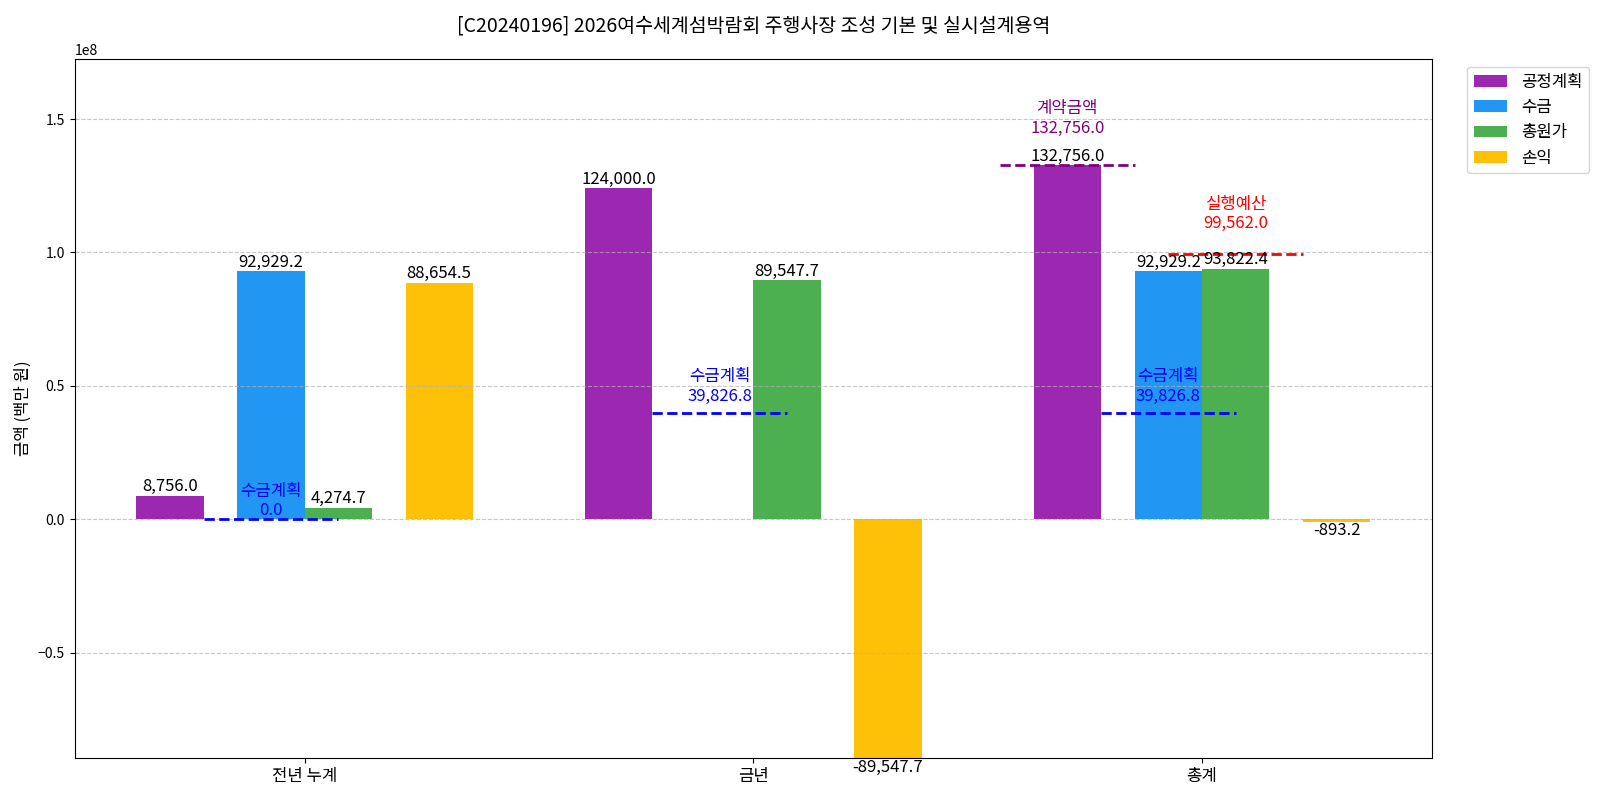 [C20240196] 2026여수세계섬박람회 주행사장 조성 기본 및 실시설계용역
1e8
공정계획
수금
총원가
손익
계약금액
132,756.0
132,756.0
124,000.0
실행예산
99,562.0
92,929.2
88,654.5
89,547.7
92,929.2
93,822.4
수금계획
39,826.8
수금계획
39,826.8
8,756.0
수금계획
0.0
4,274.7
-893.2
-89,547.7
1.5
1.0
0.5
0.0
−0.5
금액 (백만 원)
전년 누계
금년
총계